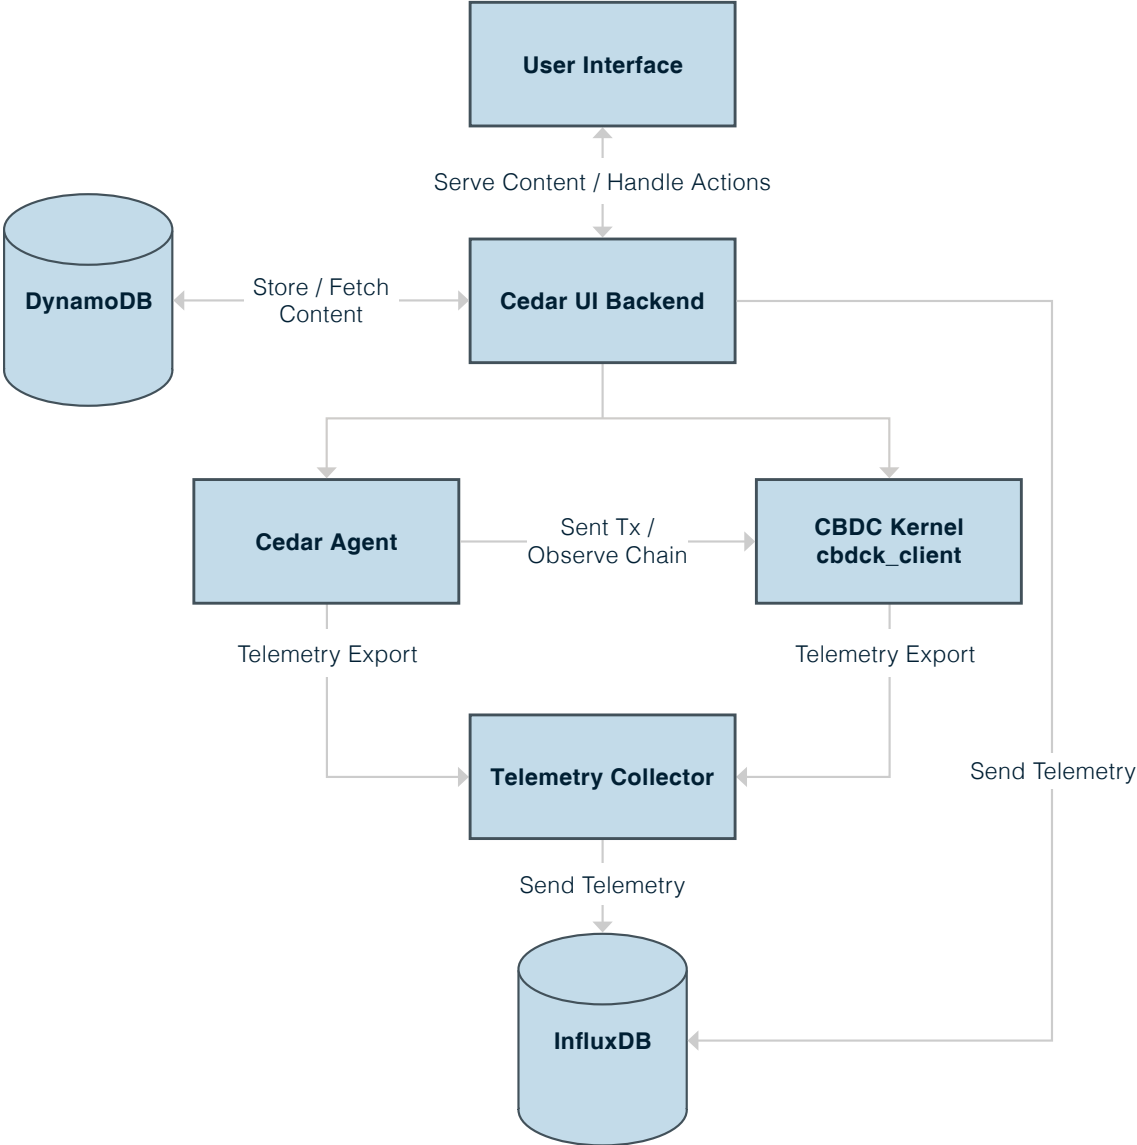 User Interface
Serve Content / Handle Actions
DynamoDB
Store / Fetch
Content
Cedar UI Backend
Cedar Agent
Sent Tx /
Observe Chain
CBDC Kernel
cbdck_client
Telemetry Export
Telemetry Export
Telemetry Collector
Send Telemetry
Send Telemetry
InfluxDB